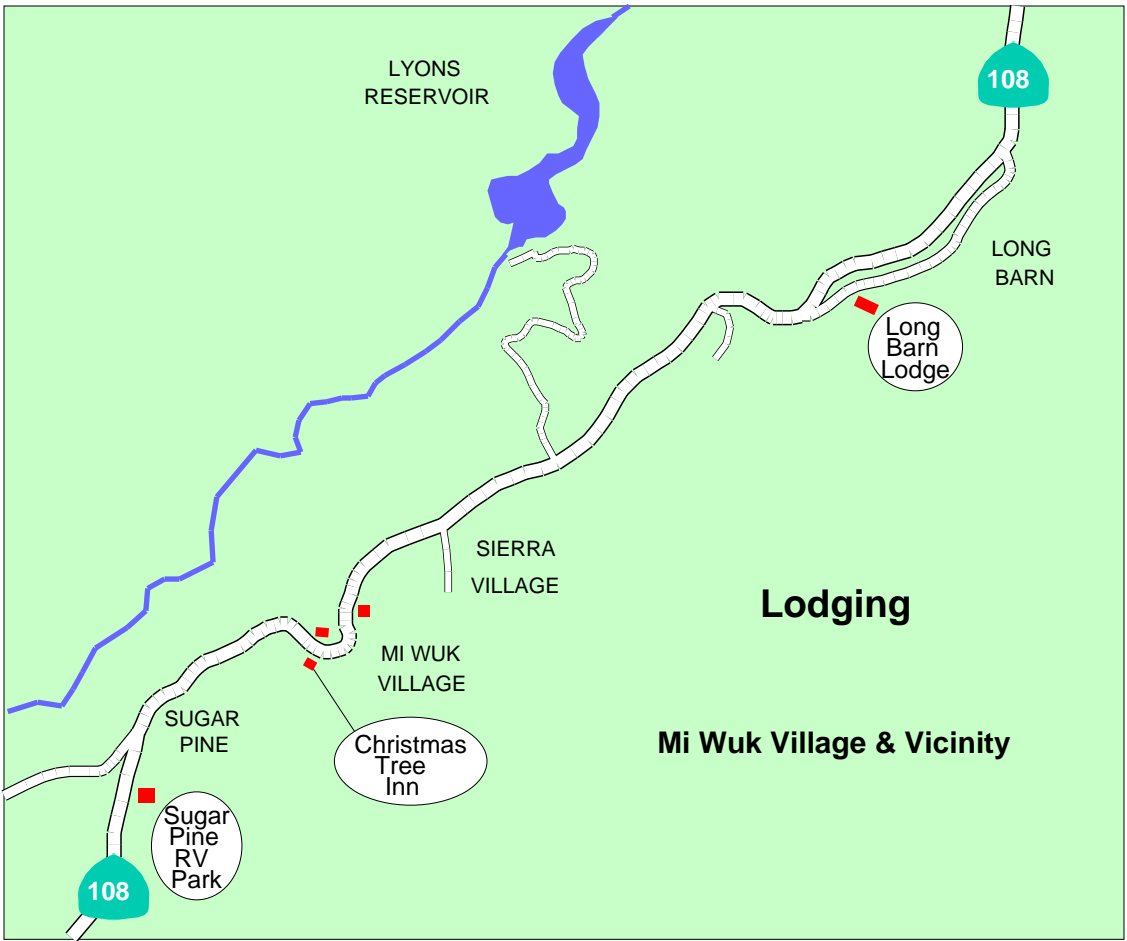 LYONS
RESERVOIR
108
LONG
BARN
Long
Barn
Lodge
SIERRA
VILLAGE
Lodging
MI WUK
VILLAGE
SUGAR
PINE
Christmas
Tree
Inn
Mi Wuk Village & Vicinity
Sugar
Pine
RV
Park
108